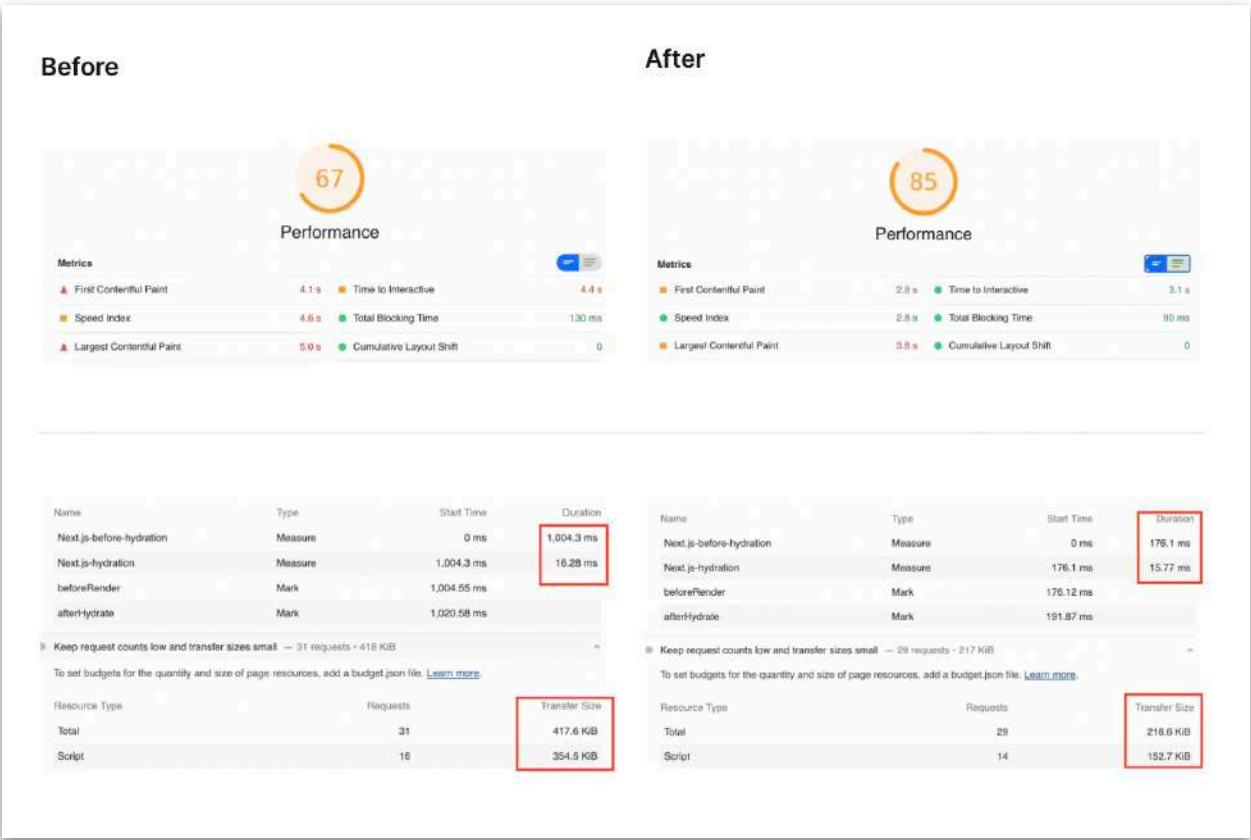 Before
After
67
Performance
Metrics
First Contentful Paint 4.1 s Time to Interactive 4.4 s
Speed Index 4.6 s Total Blocking Time 130 ms
Largest Contentful Paint 5.0 s Cumulative Layout Shift 0
85
Performance
Metrics
First Contentful Paint 2.8 s Time to Interactive 3.1 s
Speed Index 2.8 s Total Blocking Time 90 ms
Largest Contentful Paint 3.8 s Cumulative Layout Shift 0
Name Type Start Time Duration
Next.js-before-hydration Measure 0 ms 1,004.3 ms
Next.js-hydration Measure 1,004.3 ms 16.28 ms
beforeRender Mark 1,004.55 ms
afterHydrate Mark 1,020.58 ms
Keep request counts low and transfer sizes small — 31 requests • 418 KiB
To set budgets for the quantity and size of page resources, add a budget.json file. Learn more.
Resource Type Requests Transfer Size
Total 31 417.6 KiB
Script 16 354.5 KiB
Name Type Start Time Duration
Next.js-before-hydration Measure 0 ms 176.1 ms
Next.js-hydration Measure 176.1 ms 15.77 ms
beforeRender Mark 176.12 ms
afterHydrate Mark 191.87 ms
Keep request counts low and transfer sizes small — 29 requests • 217 KiB
To set budgets for the quantity and size of page resources, add a budget.json file. Learn more.
Resource Type Requests Transfer Size
Total 29 216.6 KiB
Script 14 152.7 KiB